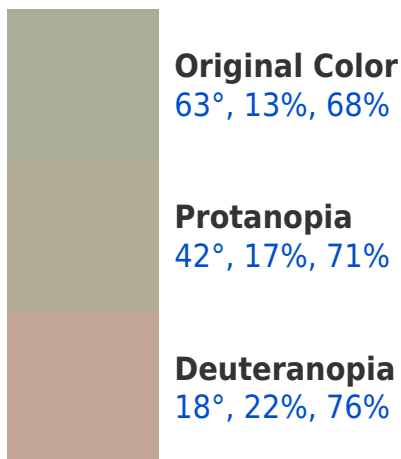 Original Color
63°, 13%, 68%
Protanopia
42°, 17%, 71%
Deuteranopia
18°, 22%, 76%